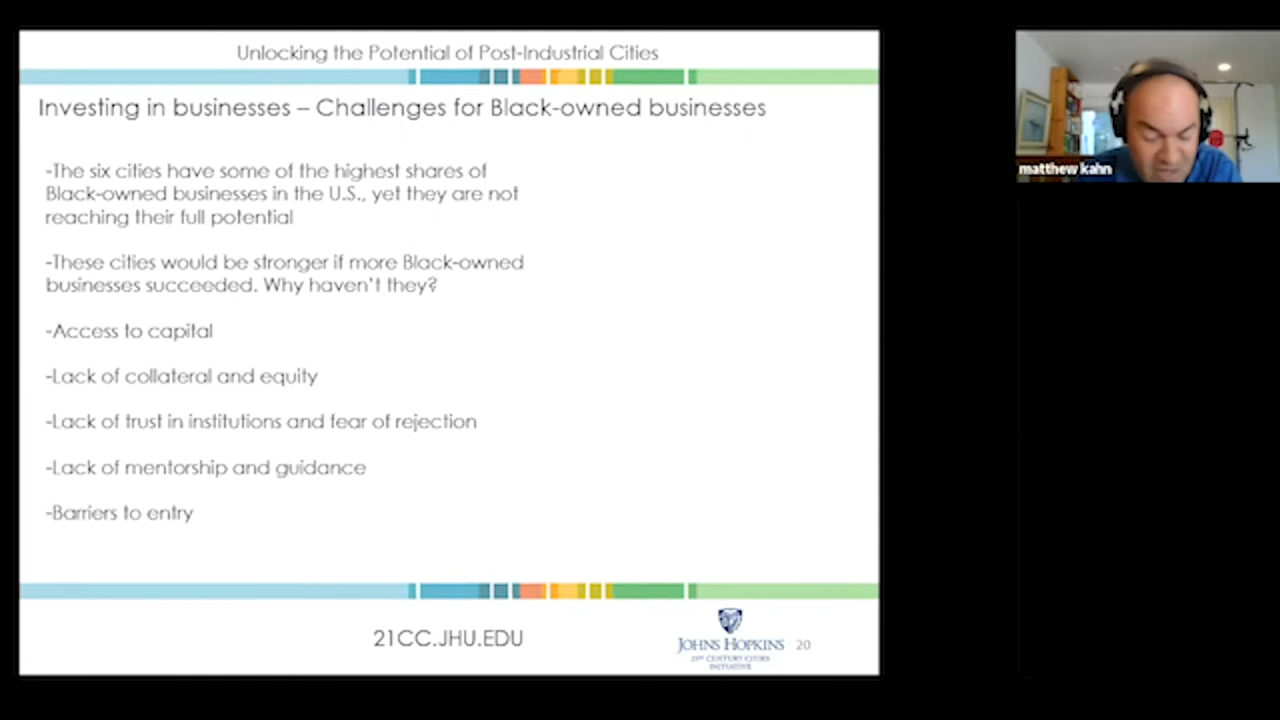 Unlocking the Potential of Post-Industrial Cities
Investing in businesses – Challenges for Black-owned businesses
-The six cities have some of the highest shares of
Black-owned businesses in the U.S., yet they are not
reaching their full potential
-These cities would be stronger if more Black-owned
businesses succeeded. Why haven't they?
-Access to capital
-Lack of collateral and equity
-Lack of trust in institutions and fear of rejection
-Lack of mentorship and guidance
-Barriers to entry
21CC.JHU.EDU
JOHNS HOPKINS
21ST CENTURY CITIES
INITIATIVE
20
matthew kahn